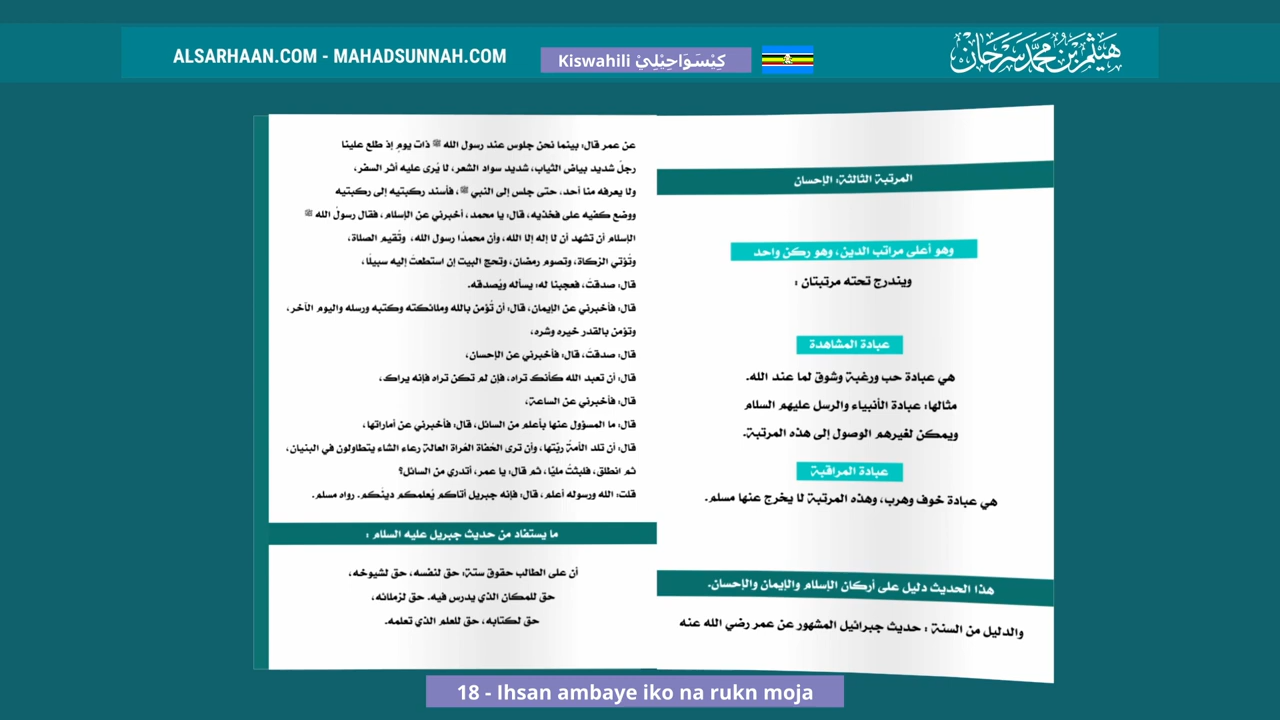 ALSARHAAN.COM - MAHADSUNNAH.COM
Kiswahili كِيْسَوَاحِيْلِيْ
هيثم بن محمد سرحان
المرتبة الثالثة: الإحسان
وهو أعلى مراتب الدين، وهو ركن واحد
ويندرج تحته مرتبتان :
عبادة المشاهدة
هي عبادة حب ورغبة وشوق لما عند الله.
مثالها: عبادة الأنبياء والرسل عليهم السلام
ويمكن لغيرهم الوصول إلى هذه المرتبة.
عبادة المراقبة
هي عبادة خوف وهرب، وهذه المرتبة لا يخرج عنها مسلم.
هذا الحديث دليل على أركان الإسلام والإيمان والإحسان.
والدليل من السنة : حديث جبرائيل المشهور عن عمر رضي الله عنه
عن عمر قال: بينما نحن جلوس عند رسول الله ﷺ ذات يوم إذ طلع علينا
رجلٌ شديد بياض الثياب، شديد سواد الشعر، لا يُرى عليه أثر السفر،
ولا يعرفه منا أحد، حتى جلس إلى النبي ﷺ، فأسند ركبتيه إلى ركبتيه
ووضع كفيه على فخذيه، قال: يا محمد، أخبرني عن الإسلام، فقال رسولُ الله ﷺ
الإسلام أن تشهد أن لا إله إلا الله، وأن محمدًا رسول الله، وتُقيم الصلاة،
وتُؤتي الزكاة، وتصوم رمضان، وتحج البيت إن استطعتَ إليه سبيلًا،
قال: صدقتَ، فعجبنا له: يسأله ويُصدقه.
قال: فأخبرني عن الإيمان، قال: أن تُؤمن بالله وملائكته وكتبه ورسله واليوم الآخر،
وتؤمن بالقدر خيره وشره،
قال: صدقتَ، قال: فأخبرني عن الإحسان،
قال: أن تعبد الله كأنك تراه، فإن لم تكن تراه فإنه يراك،
قال: فأخبرني عن الساعة،
قال: ما المسؤول عنها بأعلم من السائل، قال: فأخبرني عن أماراتها،
قال: أن تلد الأمةُ ربّتها، وأن ترى الحُفاة العُراة العالة رعاء الشاء يتطاولون في البنيان،
ثم انطلق، فلبثتُ مليًا، ثم قال: يا عمر، أتدري من السائل؟
قلت: الله ورسوله أعلم، قال: فإنه جبريل أتاكم يُعلمكم دينَكم. رواه مسلم.
ما يستفاد من حديث جبريل عليه السلام :
أن على الطالب حقوق ستة: حق لنفسه، حق لشيوخه،
حق للمكان الذي يدرس فيه. حق لزملائه،
حق لكتابه، حق للعلم الذي تعلمه.
18 - Ihsan ambaye iko na rukn moja